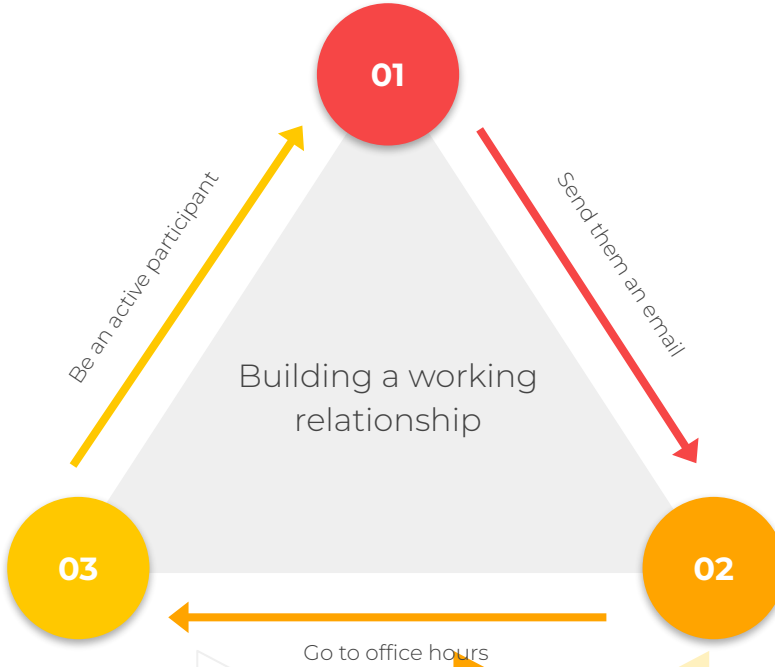 01
Be an active participant
Send them an email
Building a working
relationship
03
02
Go to office hours